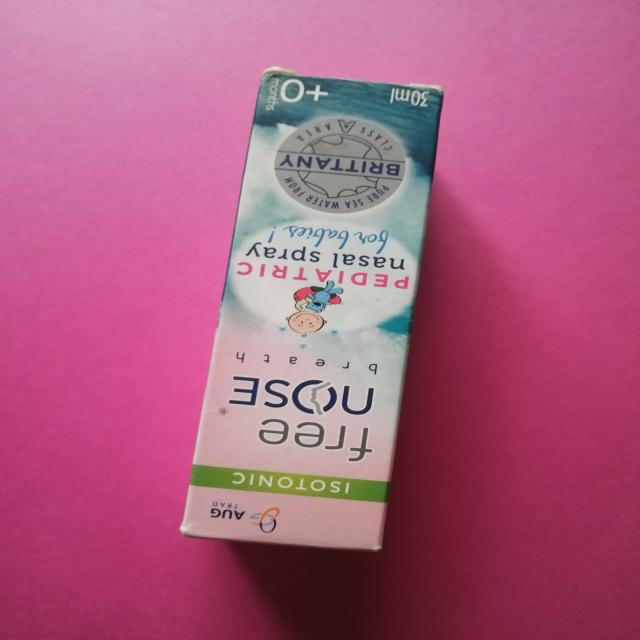 AUG
TRAD
ISOTONIC
free
nOSE®
breath
PEDIATRIC
nasal spray
for babies!
PURE SEA WATER FROM
BRITTANY
CLASS A AREA
30ml
+0
months